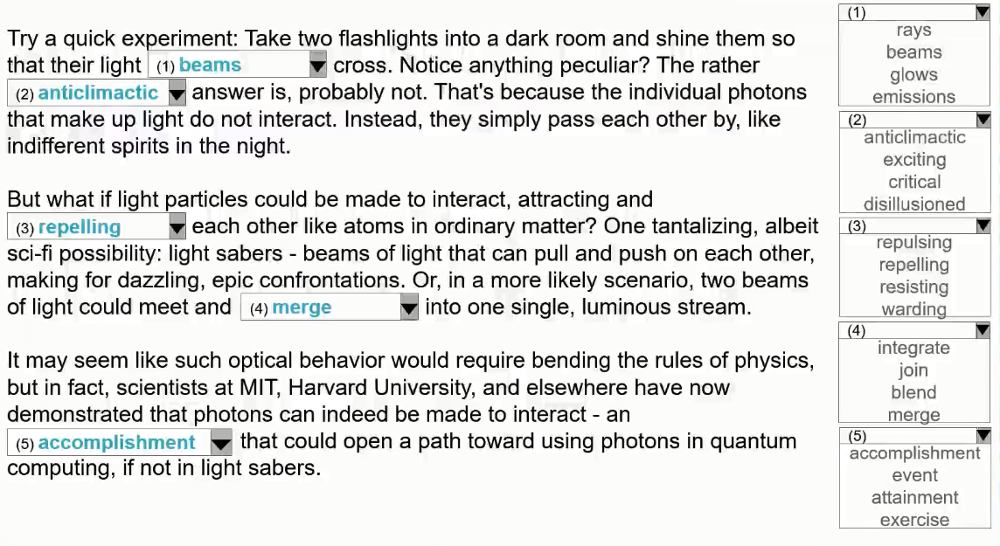 Try a quick experiment: Take two flashlights into a dark room and shine them so
that their light (1) beams cross. Notice anything peculiar? The rather
(2) anticlimactic answer is, probably not. That's because the individual photons
that make up light do not interact. Instead, they simply pass each other by, like
indifferent spirits in the night.
But what if light particles could be made to interact, attracting and
(3) repelling each other like atoms in ordinary matter? One tantalizing, albeit
sci-fi possibility: light sabers - beams of light that can pull and push on each other,
making for dazzling, epic confrontations. Or, in a more likely scenario, two beams
of light could meet and (4) merge into one single, luminous stream.
It may seem like such optical behavior would require bending the rules of physics,
but in fact, scientists at MIT, Harvard University, and elsewhere have now
demonstrated that photons can indeed be made to interact - an
(5) accomplishment that could open a path toward using photons in quantum
computing, if not in light sabers.
(1)
rays
beams
glows
emissions
(2)
anticlimactic
exciting
critical
disillusioned
(3)
repulsing
repelling
resisting
warding
(4)
integrate
join
blend
merge
(5)
accomplishment
event
attainment
exercise